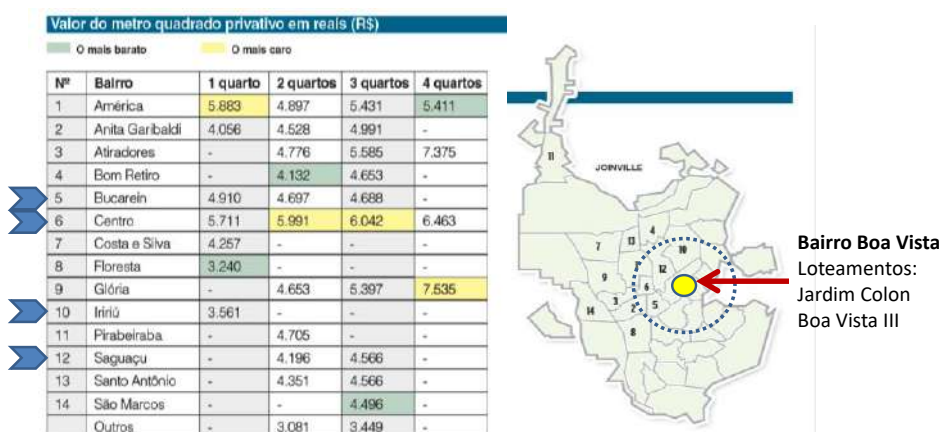 Valor do metro quadrado privativo em reais (R$)
O mais barato O mais caro
Nº Bairro 1 quarto 2 quartos 3 quartos 4 quartos
1 América 5.883 4.897 5.431 5.411
2 Anita Garibaldi 4.056 4.528 4.991 -
3 Atiradores - 4.776 5.585 7.375
4 Bom Retiro - 4.132 4.653 -
5 Bucarein 4.910 4.697 4.688 -
6 Centro 5.711 5.991 6.042 6.463
7 Costa e Silva 4.257 - - -
8 Floresta 3.240 - - -
9 Glória - 4.653 5.397 7.535
10 Iririú 3.561 - - -
11 Pirabeiraba - 4.705 - -
12 Saguaçu - 4.196 4.566 -
13 Santo Antônio - 4.351 4.566 -
14 São Marcos - - 4.496 -
Outros - 3.081 3.449 -
11
JOINVILLE
4
13
7
10
12
9
6
3
2
5
14
8
Bairro Boa Vista
Loteamentos:
Jardim Colon
Boa Vista III